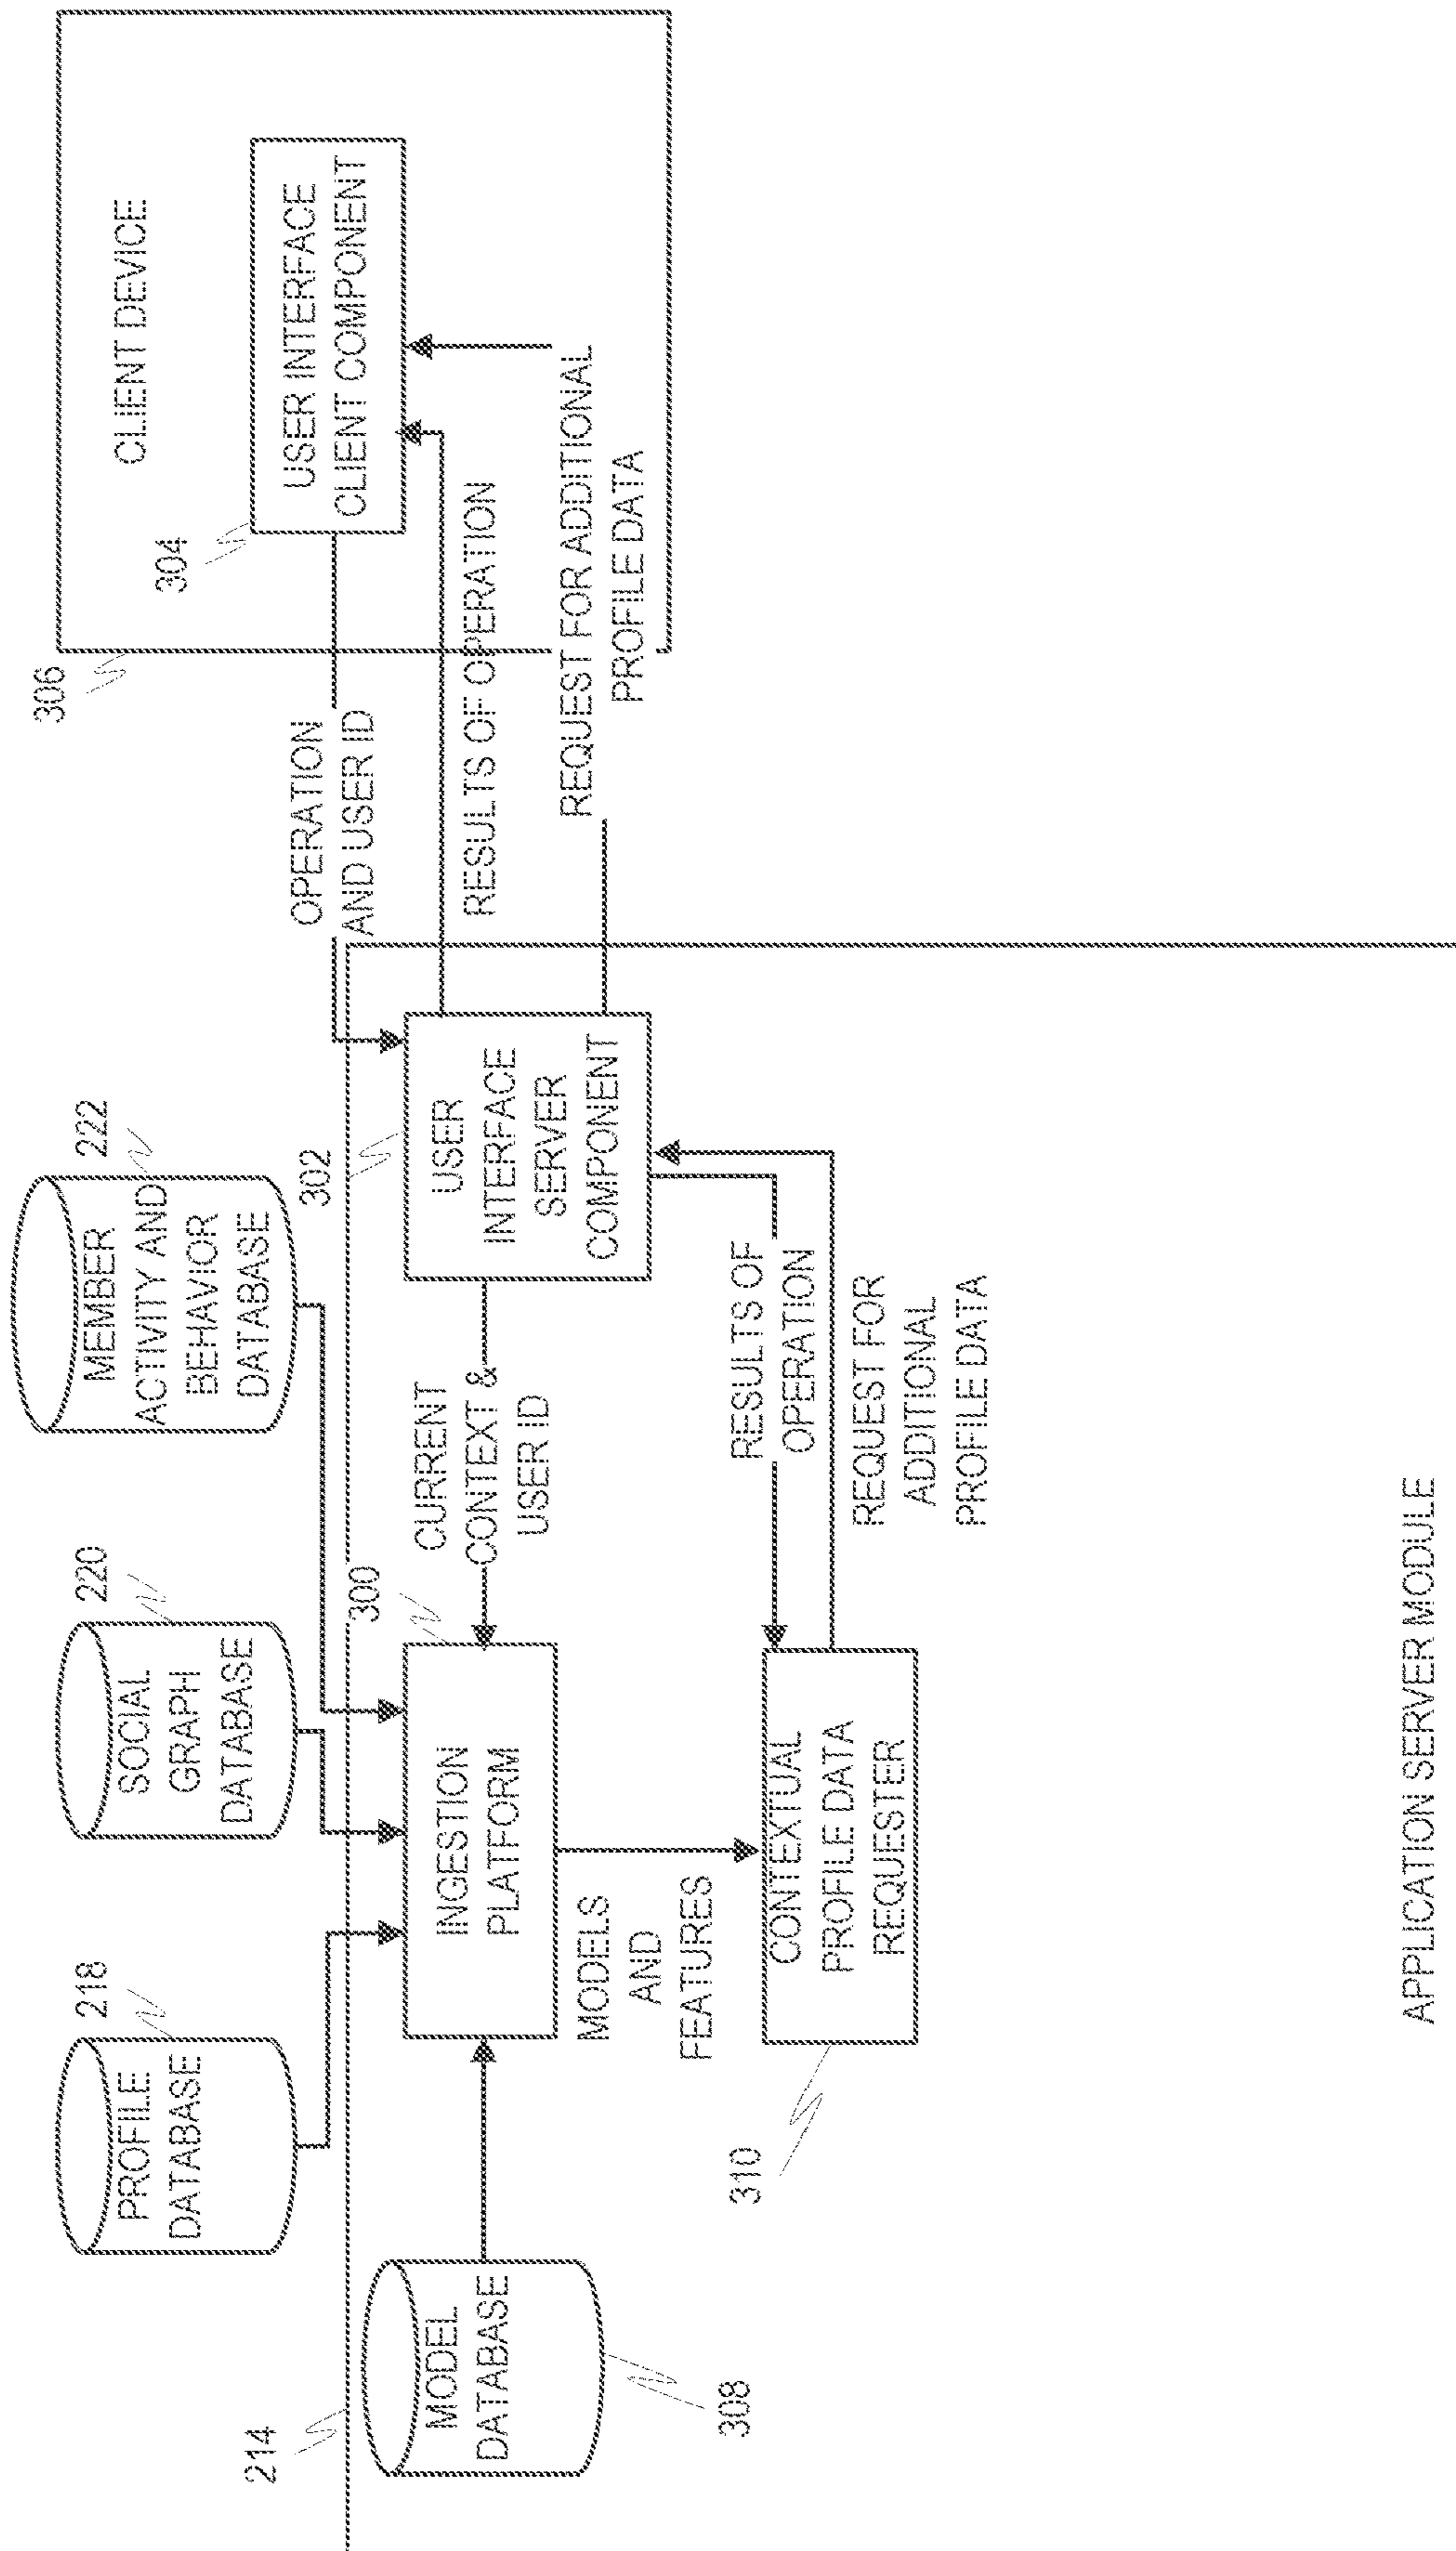 218
PROFILE
DATABASE
220
SOCIAL
GRAPH
DATABASE
222
MEMBER
ACTIVITY AND
BEHAVIOR
DATABASE
306
CLIENT DEVICE
304
USER INTERFACE
CLIENT COMPONENT
OPERATION
AND USER ID
RESULTS OF OPERATION
REQUEST FOR ADDITIONAL
PROFILE DATA
214
MODEL
DATABASE
308
300
INGESTION
PLATFORM
CURRENT
CONTEXT &
USER ID
302
USER
INTERFACE
SERVER
COMPONENT
MODELS
AND
FEATURES
RESULTS OF
OPERATION
310
CONTEXTUAL
PROFILE DATA
REQUESTER
REQUEST FOR
ADDITIONAL
PROFILE DATA
APPLICATION SERVER MODULE